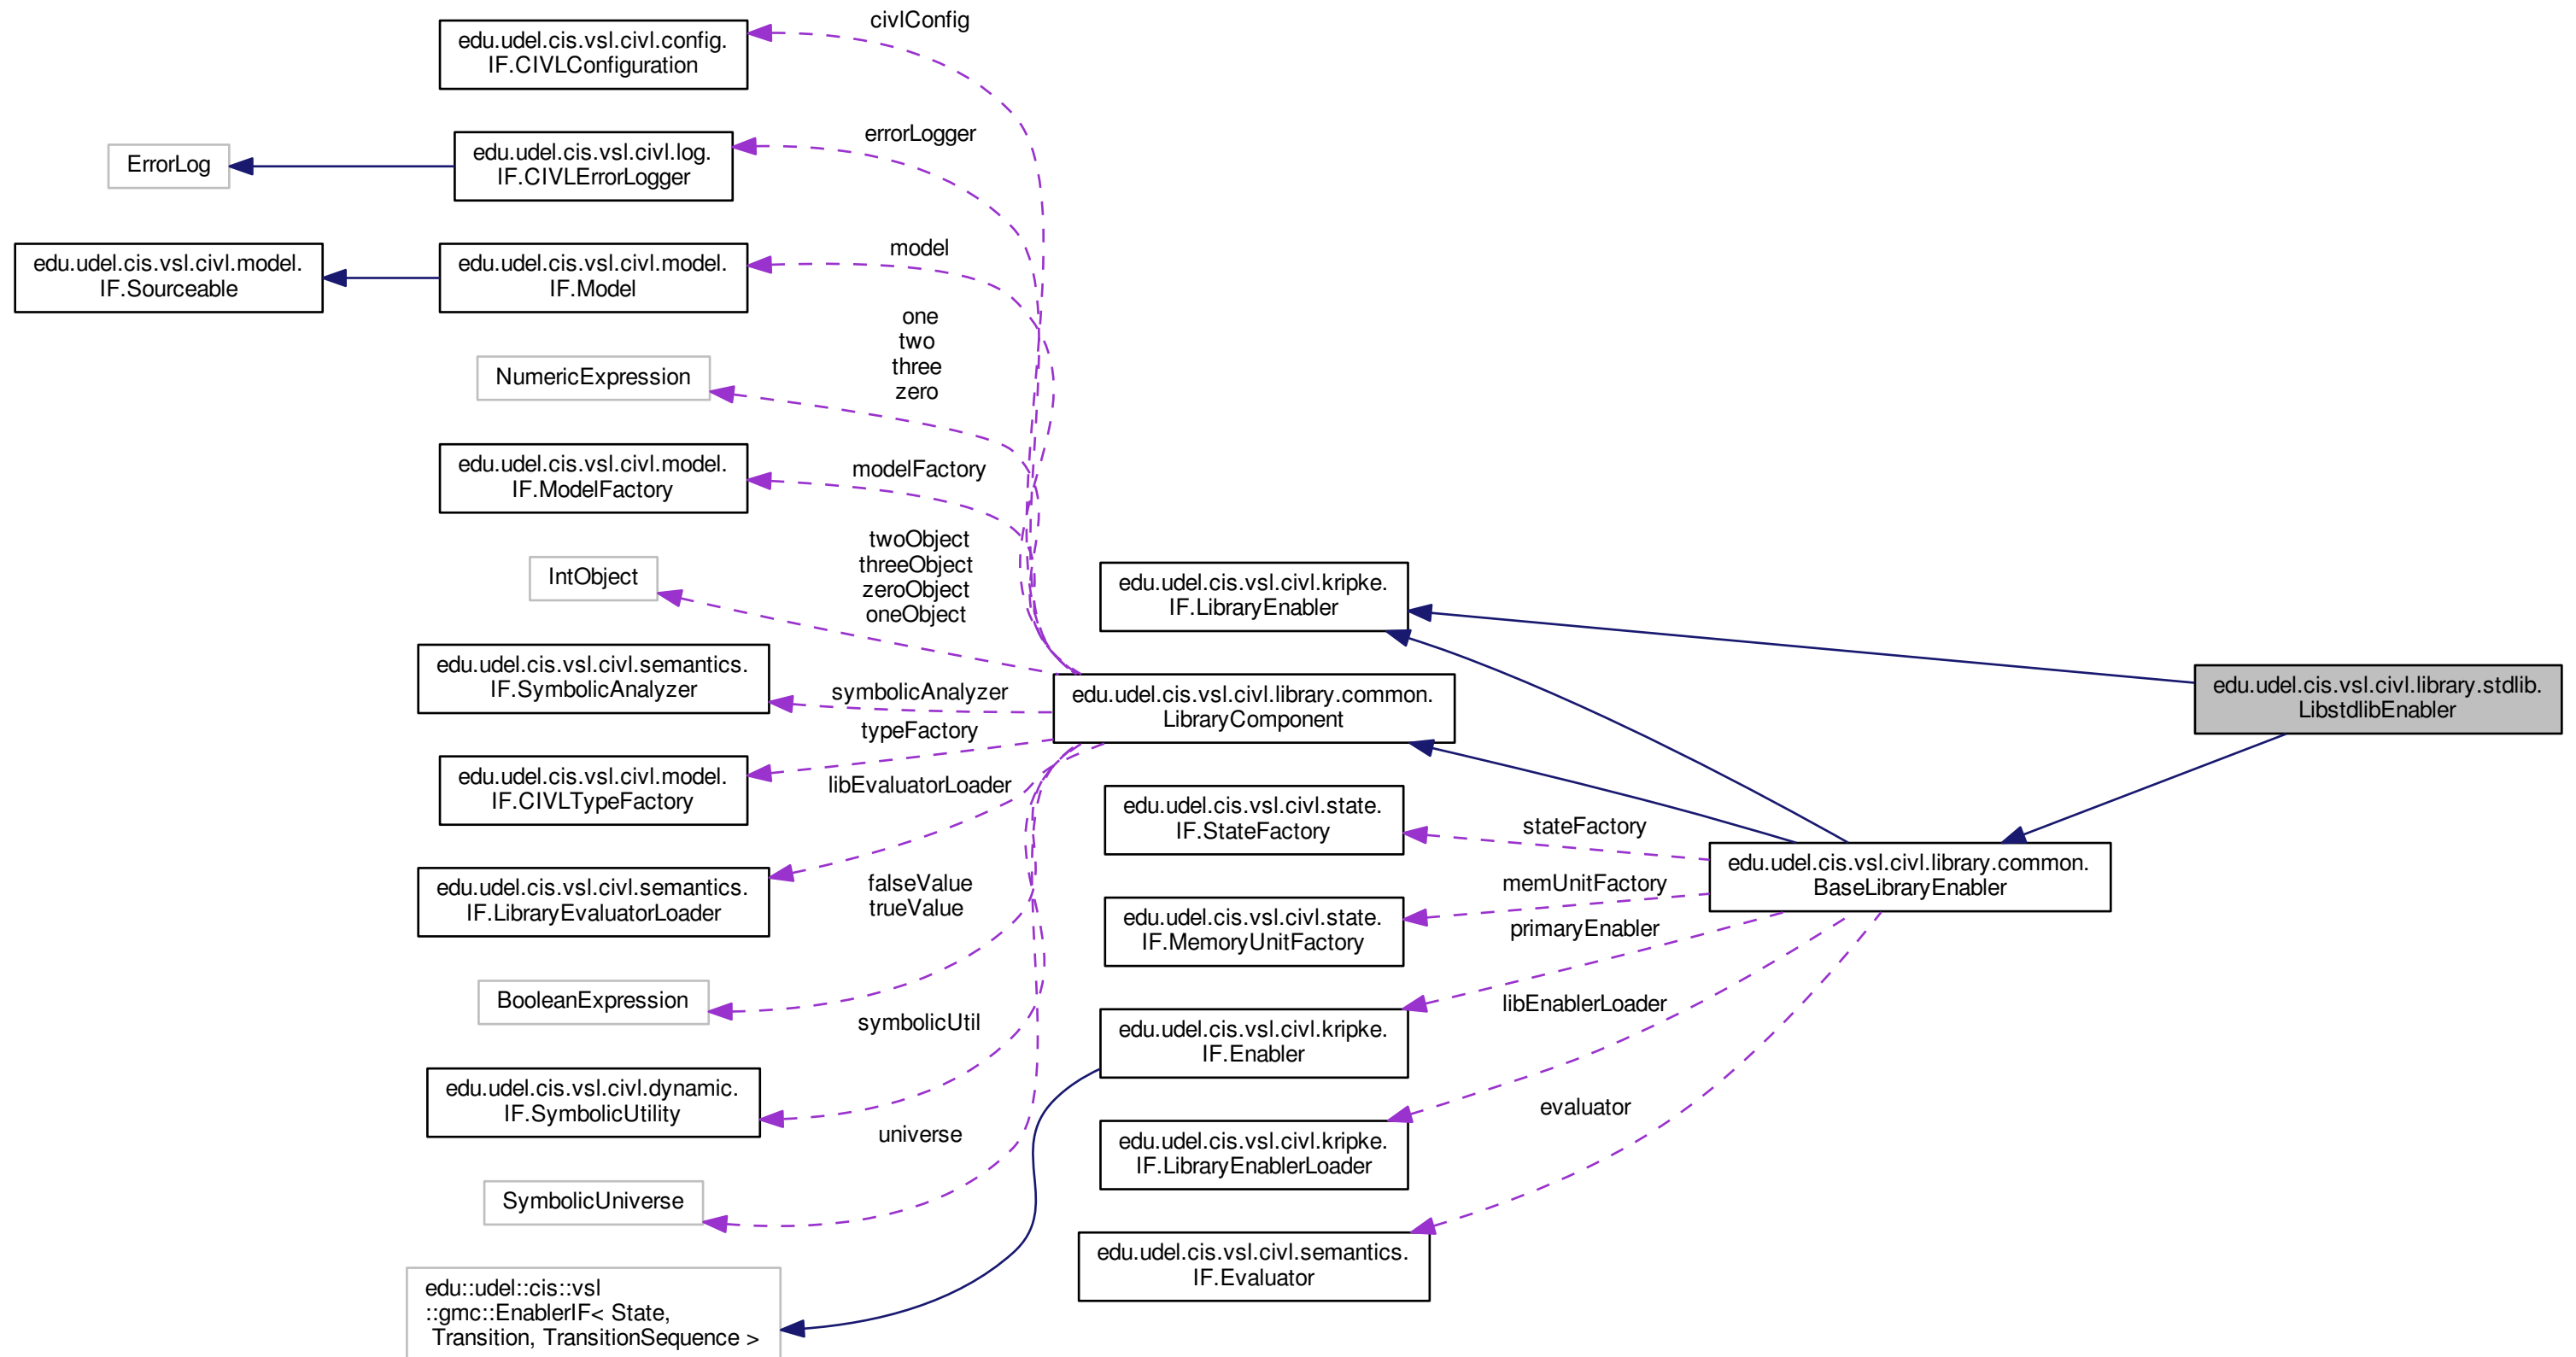 civlConfig
edu.udel.cis.vsl.civl.config.
IF.CIVLConfiguration
errorLogger
ErrorLog
edu.udel.cis.vsl.civl.log.
IF.CIVLErrorLogger
model
edu.udel.cis.vsl.civl.model.
IF.Sourceable
edu.udel.cis.vsl.civl.model.
IF.Model
one
two
three
zero
NumericExpression
modelFactory
edu.udel.cis.vsl.civl.model.
IF.ModelFactory
twoObject
threeObject
zeroObject
oneObject
IntObject
edu.udel.cis.vsl.civl.kripke.
IF.LibraryEnabler
edu.udel.cis.vsl.civl.semantics.
IF.SymbolicAnalyzer
symbolicAnalyzer
edu.udel.cis.vsl.civl.library.common.
LibraryComponent
edu.udel.cis.vsl.civl.library.stdlib.
LibstdlibEnabler
typeFactory
edu.udel.cis.vsl.civl.model.
IF.CIVLTypeFactory
libEvaluatorLoader
edu.udel.cis.vsl.civl.state.
IF.StateFactory
stateFactory
edu.udel.cis.vsl.civl.library.common.
BaseLibraryEnabler
edu.udel.cis.vsl.civl.semantics.
IF.LibraryEvaluatorLoader
falseValue
trueValue
memUnitFactory
edu.udel.cis.vsl.civl.state.
IF.MemoryUnitFactory
primaryEnabler
BooleanExpression
libEnablerLoader
symbolicUtil
edu.udel.cis.vsl.civl.kripke.
IF.Enabler
edu.udel.cis.vsl.civl.dynamic.
IF.SymbolicUtility
evaluator
universe
edu.udel.cis.vsl.civl.kripke.
IF.LibraryEnablerLoader
SymbolicUniverse
edu.udel.cis.vsl.civl.semantics.
IF.Evaluator
edu::udel::cis::vsl
::gmc::EnablerIF< State,
Transition, TransitionSequence >